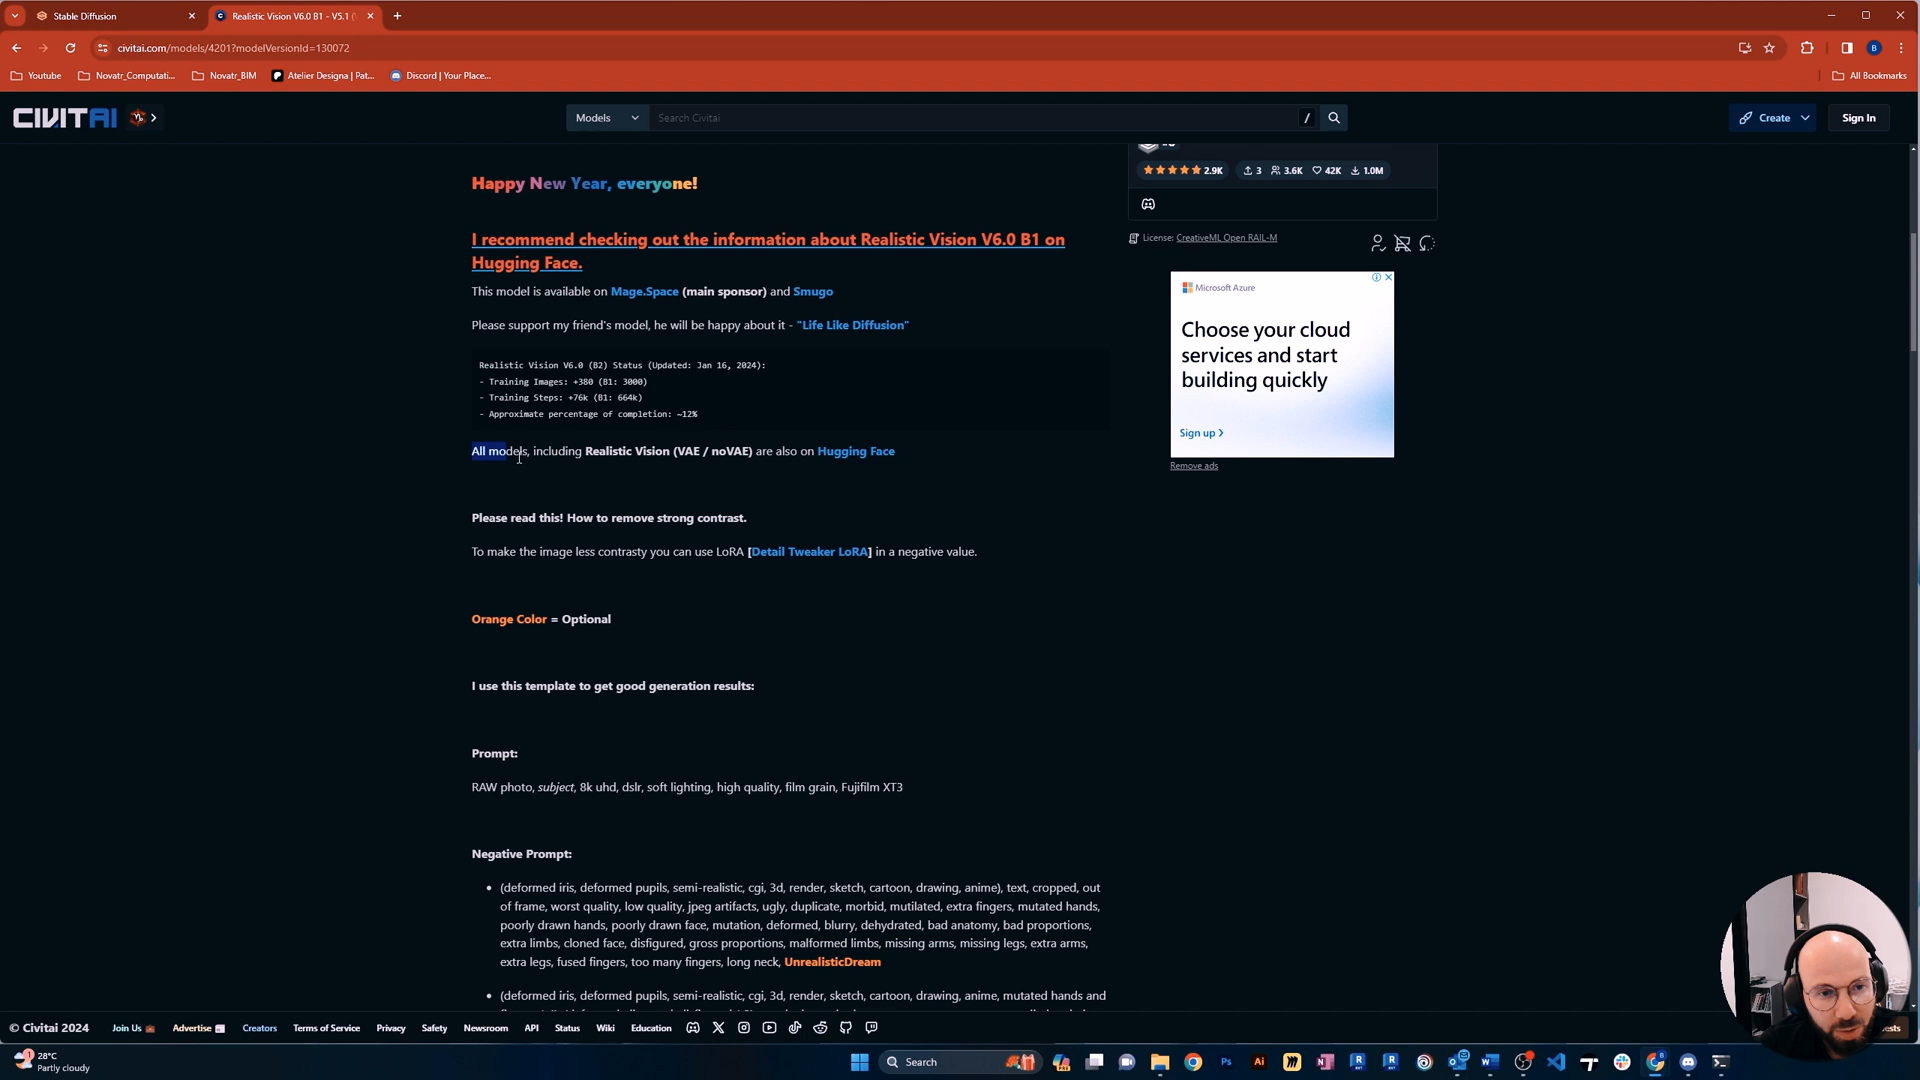 Stable Diffusion
Realistic Vision V6.0 B1 - V5.1 (
civitai.com/models/4201?modelVersionId=130072
B
Youtube
Novatr_Computati...
Novatr_BIM
Atelier Designa | Pat...
Discord | Your Place...
All Bookmarks
CIVITAI
Models
Search Civitai
/
Create
Sign In
2.9K
3
3.6K
42K
1.0M
License: CreativeML Open RAIL-M
Happy New Year, everyone!
I recommend checking out the information about Realistic Vision V6.0 B1 on
Hugging Face.
This model is available on Mage.Space (main sponsor) and Smugo
Please support my friend's model, he will be happy about it - "Life Like Diffusion"
Realistic Vision V6.0 (B2) Status (Updated: Jan 16, 2024):
- Training Images: +380 (B1: 3000)
- Training Steps: +76k (B1: 664k)
- Approximate percentage of completion: ~12%
All models, including Realistic Vision (VAE / noVAE) are also on Hugging Face
Please read this! How to remove strong contrast.
To make the image less contrasty you can use LoRA [Detail Tweaker LoRA] in a negative value.
Orange Color = Optional
I use this template to get good generation results:
Prompt:
RAW photo, subject, 8k uhd, dslr, soft lighting, high quality, film grain, Fujifilm XT3
Negative Prompt:
• (deformed iris, deformed pupils, semi-realistic, cgi, 3d, render, sketch, cartoon, drawing, anime), text, cropped, out
of frame, worst quality, low quality, jpeg artifacts, ugly, duplicate, morbid, mutilated, extra fingers, mutated hands,
poorly drawn hands, poorly drawn face, mutation, deformed, blurry, dehydrated, bad anatomy, bad proportions,
extra limbs, cloned face, disfigured, gross proportions, malformed limbs, missing arms, missing legs, extra arms,
extra legs, fused fingers, too many fingers, long neck, UnrealisticDream
• (deformed iris, deformed pupils, semi-realistic, cgi, 3d, render, sketch, cartoon, drawing, anime, mutated hands and
Microsoft Azure
Choose your cloud
services and start
building quickly
Sign up
Remove ads
© Civitai 2024
Join Us
Advertise
Creators
Terms of Service
Privacy
Safety
Newsroom
API
Status
Wiki
Education
28°C
Partly cloudy
Search
Ps
Ai